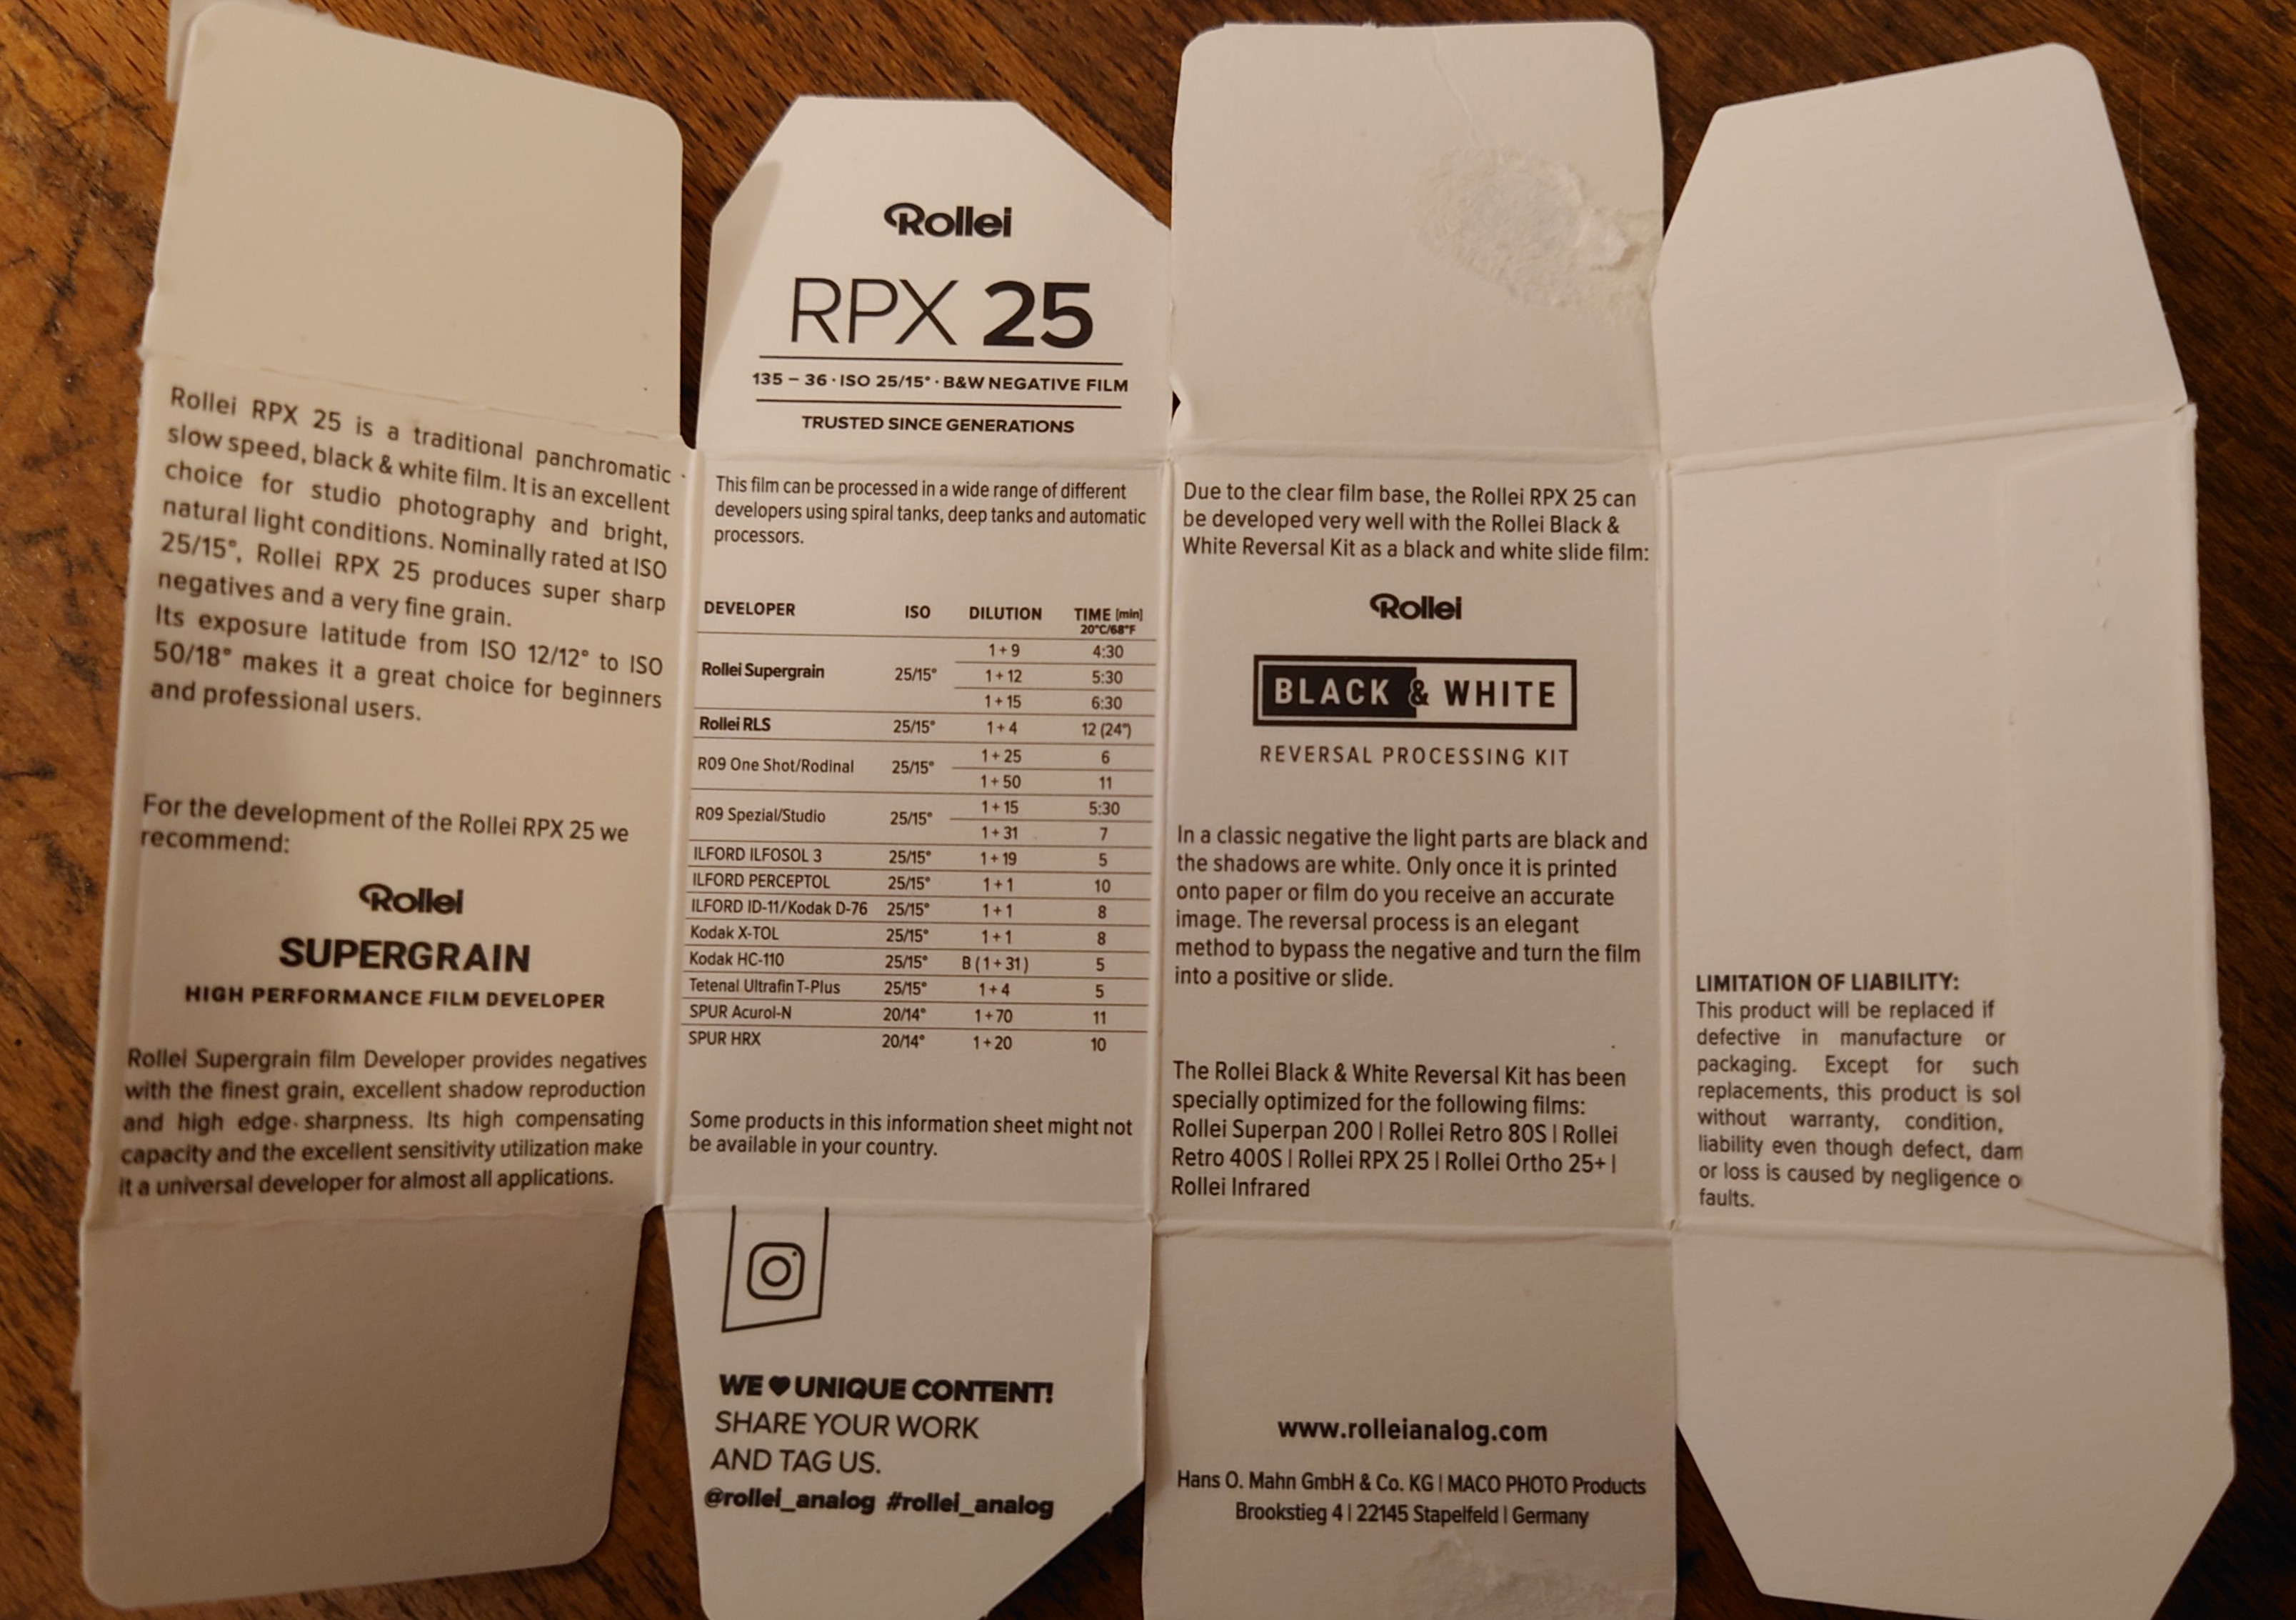 Rollei RPX 25 is a traditional panchromatic
slow speed, black & white film. It is an excellent
choice for studio photography and bright,
natural light conditions. Nominally rated at ISO
25/15°, Rollei RPX 25 produces super sharp
negatives and a very fine grain.
Its exposure latitude from ISO 12/12° to ISO
50/18° makes it a great choice for beginners
and professional users.
For the development of the Rollei RPX 25 we
recommend:
Rollei
SUPERGRAIN
HIGH PERFORMANCE FILM DEVELOPER
Rollei Supergrain film Developer provides negatives
with the finest grain, excellent shadow reproduction
and high edge sharpness. Its high compensating
capacity and the excellent sensitivity utilization make
it a universal developer for almost all applications.
Rollei
RPX 25
135 – 36 · ISO 25/15° · B&W NEGATIVE FILM
TRUSTED SINCE GENERATIONS
This film can be processed in a wide range of different
developers using spiral tanks, deep tanks and automatic
processors.
DEVELOPER ISO DILUTION TIME [min]
20°C/68°F
1+9 4:30
Rollei Supergrain 25/15° 1+12 5:30
1+15 6:30
Rollei RLS 25/15° 1+4 12 (24°)
1+25 6
R09 One Shot/Rodinal 25/15°
1+50 11
1+15 5:30
R09 Spezial/Studio 25/15°
1+31 7
ILFORD ILFOSOL 3 25/15° 1+19 5
ILFORD PERCEPTOL 25/15° 1+1 10
ILFORD ID-11/Kodak D-76 25/15° 1+1 8
Kodak X-TOL 25/15° 1+1 8
Kodak HC-110 25/15° B (1+31) 5
Tetenal Ultrafin T-Plus 25/15° 1+4 5
SPUR Acurol-N 20/14° 1+70 11
SPUR HRX 20/14° 1+20 10
Some products in this information sheet might not
be available in your country.
WE ♥ UNIQUE CONTENT!
SHARE YOUR WORK
AND TAG US.
@rollei_analog #rollei_analog
Due to the clear film base, the Rollei RPX 25 can
be developed very well with the Rollei Black &
White Reversal Kit as a black and white slide film:
Rollei
BLACK & WHITE
REVERSAL PROCESSING KIT
In a classic negative the light parts are black and
the shadows are white. Only once it is printed
onto paper or film do you receive an accurate
image. The reversal process is an elegant
method to bypass the negative and turn the film
into a positive or slide.
The Rollei Black & White Reversal Kit has been
specially optimized for the following films:
Rollei Superpan 200 | Rollei Retro 80S | Rollei
Retro 400S | Rollei RPX 25 | Rollei Ortho 25+ |
Rollei Infrared
www.rolleianalog.com
Hans O. Mahn GmbH & Co. KG | MACO PHOTO Products
Brookstieg 4 | 22145 Stapelfeld | Germany
LIMITATION OF LIABILITY:
This product will be replaced if
defective in manufacture or
packaging. Except for such
replacements, this product is sol
without warranty, condition,
liability even though defect, dam
or loss is caused by negligence o
faults.